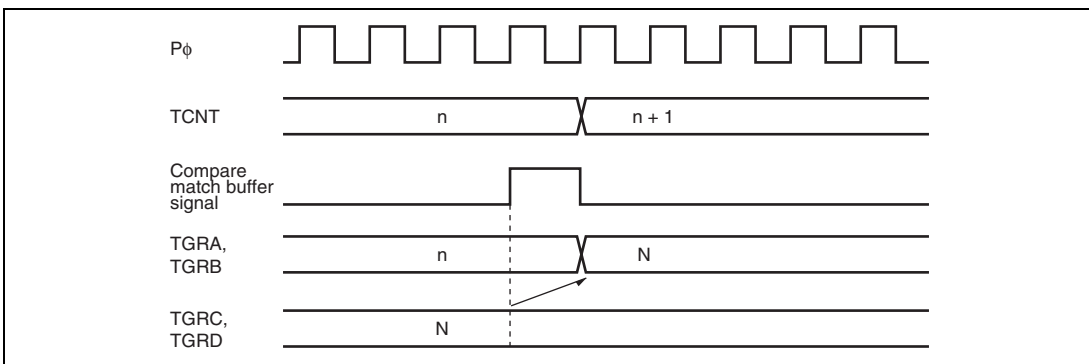 Pφ
TCNT
n
n + 1
Compare
match buffer
signal
TGRA,
TGRB
n
N
TGRC,
TGRD
N